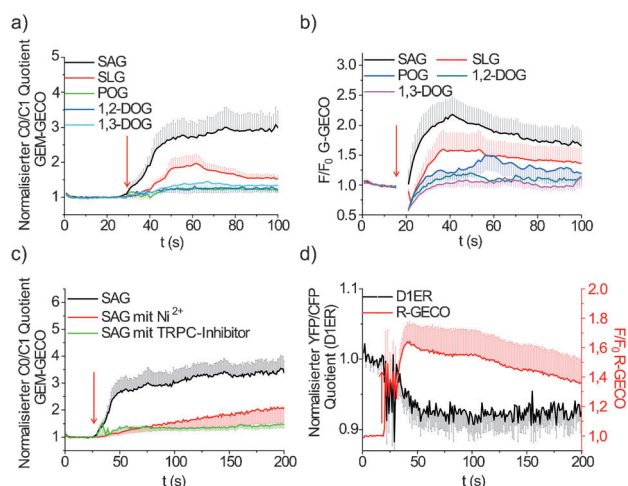 a)
Normalisierter C0/C1 Quotient
GEM-GECO
5
4
3
2
1
SAG
SLG
POG
1,2-DOG
1,3-DOG
0 20 40 60 80 100
t (s)
b)
F/F0 G-GECO
3.0
2.5
2.0
1.5
1.0
0.5
SAG
SLG
POG
1,2-DOG
1,3-DOG
0 20 40 60 80 100
t (s)
c)
Normalisierter C0/C1 Quotient
GEM-GECO
6
5
4
3
2
1
SAG
SAG mit Ni2+
SAG mit TRPC-Inhibitor
0 50 100 150 200
t (s)
d)
Normalisierter YFP/CFP
Quotient (D1ER)
1.1
1.0
0.9
D1ER
R-GECO
2.0
1.8
1,6
1,4
1.2
1,0
F/F0 R-GECO
0 50 100 150 200
t (s)